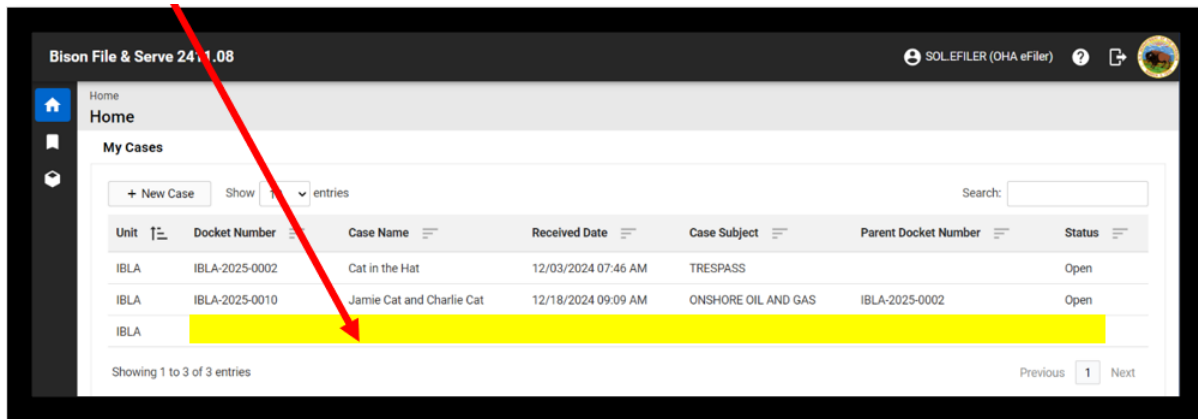 Bison File & Serve 24 1.08 SOL.EFILER (OHA eFiler)
Home
Home
My Cases
+ New Case Show entries Search:
Unit Docket Number Case Name Received Date Case Subject Parent Docket Number Status
IBLA IBLA-2025-0002 Cat in the Hat 12/03/2024 07:46 AM TRESPASS Open
IBLA IBLA-2025-0010 Jamie Cat and Charlie Cat 12/18/2024 09:09 AM ONSHORE OIL AND GAS IBLA-2025-0002 Open
IBLA
Showing 1 to 3 of 3 entries Previous 1 Next